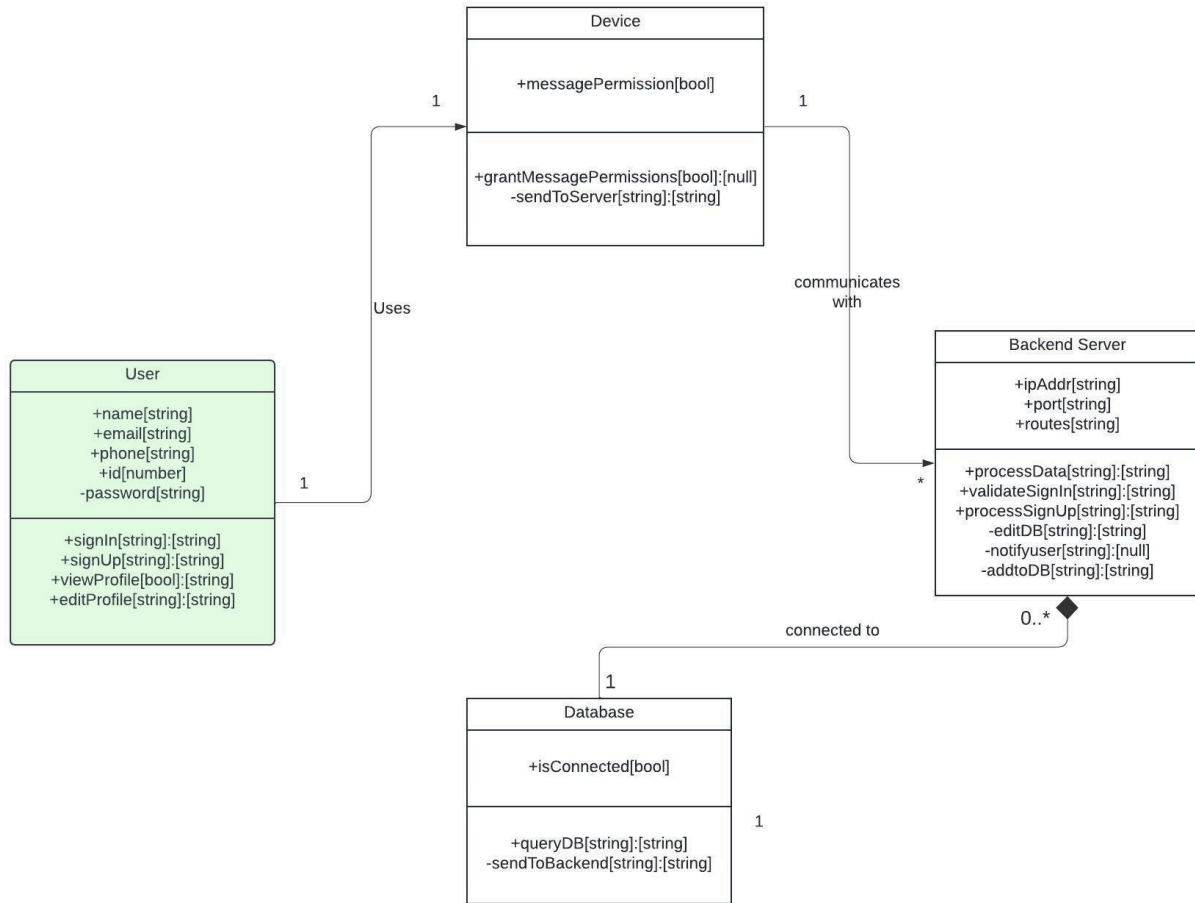 Device
+messagePermission[bool]
+grantMessagePermissions[bool]:[null]
-sendToServer[string]:[string]
1
1
Uses
communicates
with
User
+name[string]
+email[string]
+phone[string]
+id[number]
-password[string]
+signIn[string]:[string]
+signUp[string]:[string]
+viewProfile[bool]:[string]
+editProfile[string]:[string]
1
Backend Server
+ipAddr[string]
+port[string]
+routes[string]
+processData[string]:[string]
+validateSignIn[string]:[string]
+processSignUp[string]:[string]
-editDB[string]:[string]
-notifyuser[string]:[null]
-addtoDB[string]:[string]
*
0..*
connected to
1
Database
+isConnected[bool]
+queryDB[string]:[string]
-sendToBackend[string]:[string]
1